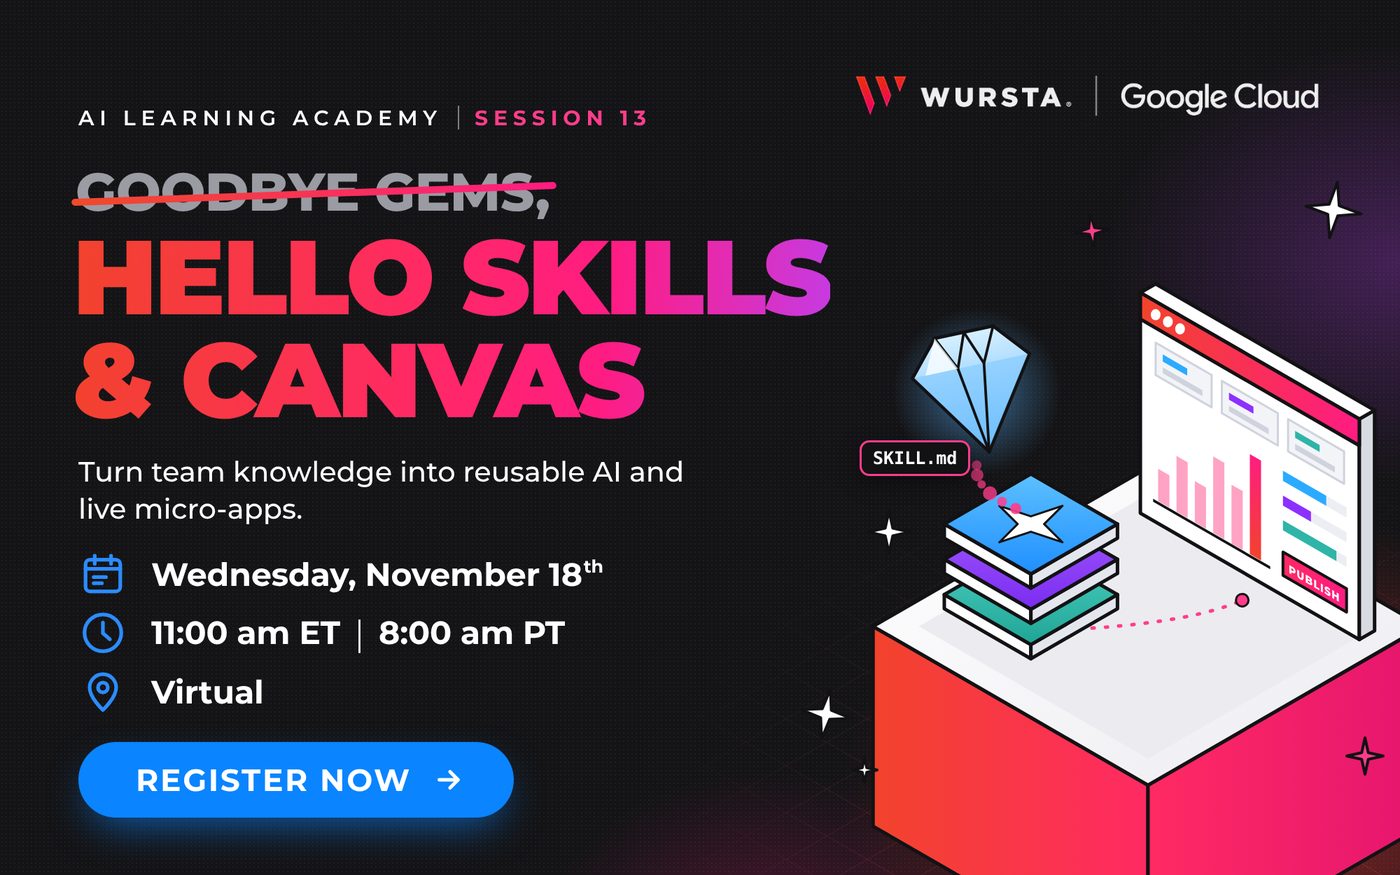 WURSTA® | Google Cloud
AI LEARNING ACADEMY | SESSION 13
GOODBYE GEMS,
HELLO SKILLS
& CANVAS
Turn team knowledge into reusable AI and
live micro-apps.
Wednesday, November 18th
11:00 am ET | 8:00 am PT
Virtual
REGISTER NOW →
SKILL.md
PUBLISH